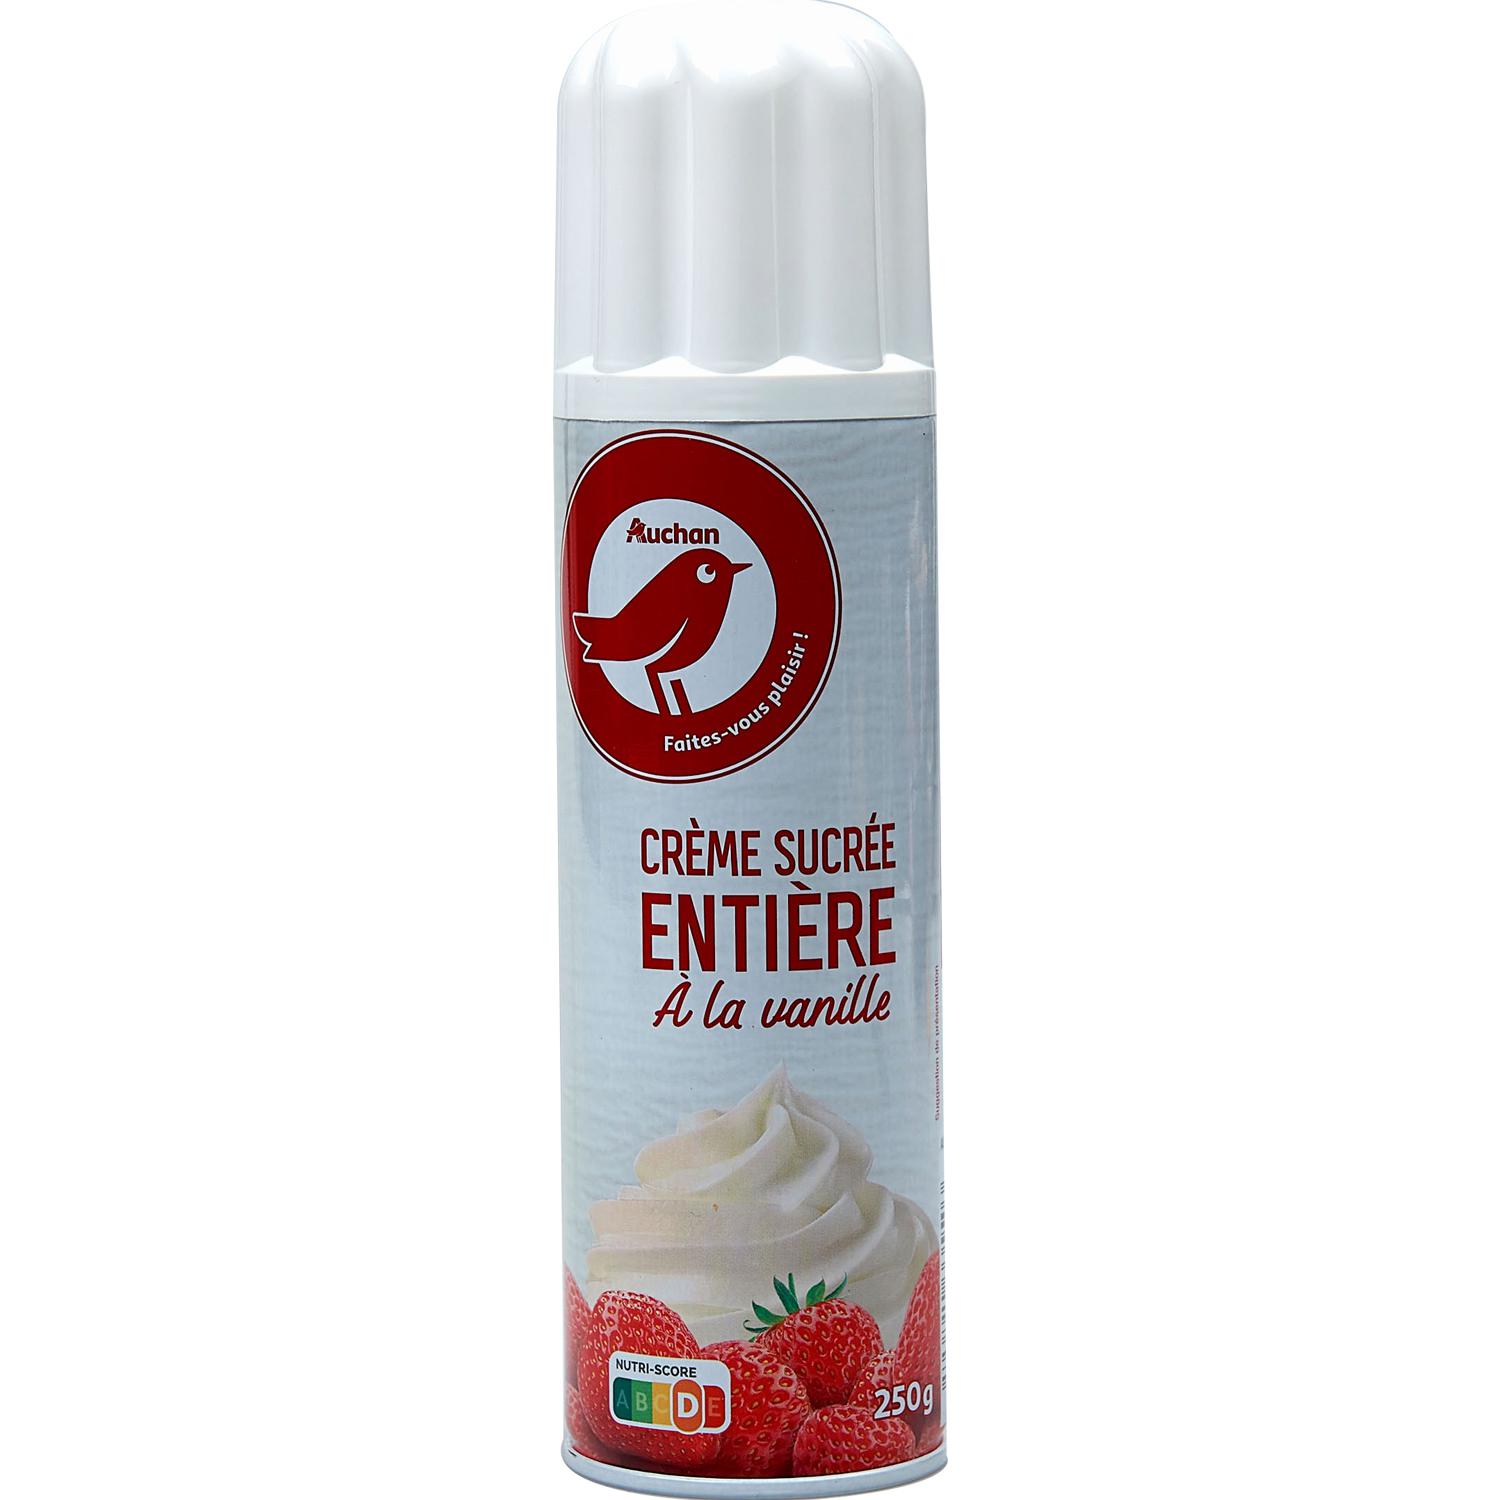 Auchan
Faites-vous plaisir !
CRÈME SUCRÉE
ENTIÈRE
À la vanille
Suggestion de présentation
NUTRI-SCORE
A B C D E
250g